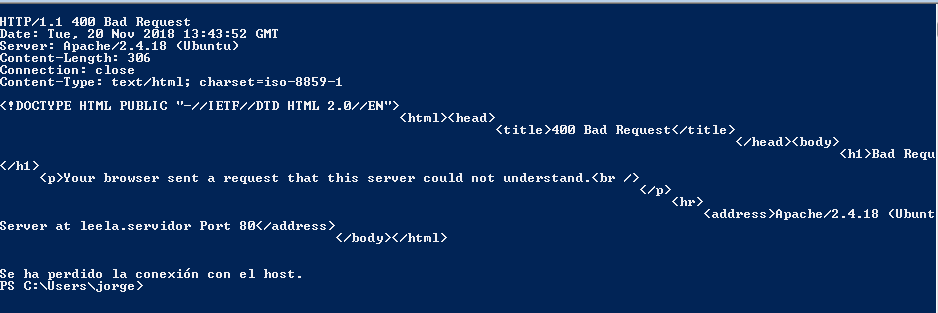 HTTP/1.1 400 Bad Request
Date: Tue, 20 Nov 2018 13:43:52 GMT
Server: Apache/2.4.18 (Ubuntu)
Content-Length: 306
Connection: close
Content-Type: text/html; charset=iso-8859-1
<!DOCTYPE HTML PUBLIC "-//IETF//DTD HTML 2.0//EN">
<html><head>
<title>400 Bad Request</title>
</head><body>
<h1>Bad Requ
</h1>
<p>Your browser sent a request that this server could not understand.<br />
</p>
<hr>
<address>Apache/2.4.18 (Ubunt
Server at leela.servidor Port 80</address>
</body></html>
Se ha perdido la conexión con el host.
PS C:\Users\jorge>